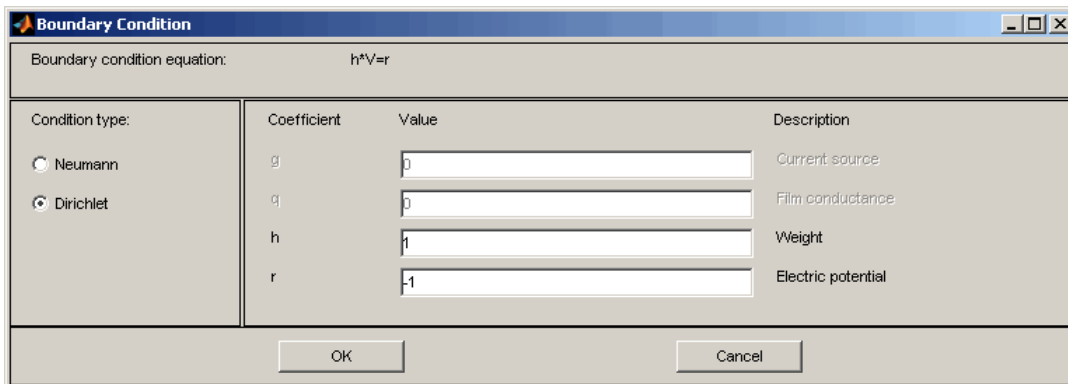 Boundary Condition
Boundary condition equation: h*V=r
Condition type:
Neumann
Dirichlet
Coefficient Value Description
g 0 Current source
q 0 Film conductance
h 1 Weight
r -1 Electric potential
OK Cancel